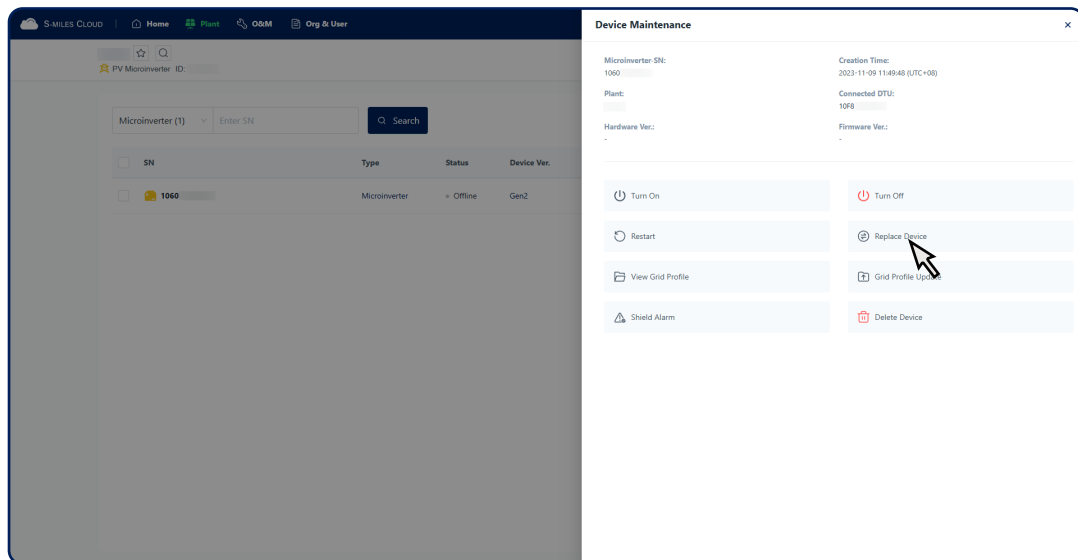 S-MILES CLOUD Home Plant O&M Org & User
PV Microinverter ID:
Microinverter (1) Enter SN Search
SN Type Status Device Ver.
1060 Microinverter Offline Gen2
Device Maintenance
Microinverter-SN: Creation Time:
1060 2023-11-09 11:49:48 (UTC+08)
Plant: Connected DTU:
10F8
Hardware Ver.: Firmware Ver.:
- -
Turn On Turn Off
Restart Replace Device
View Grid Profile Grid Profile Update
Shield Alarm Delete Device